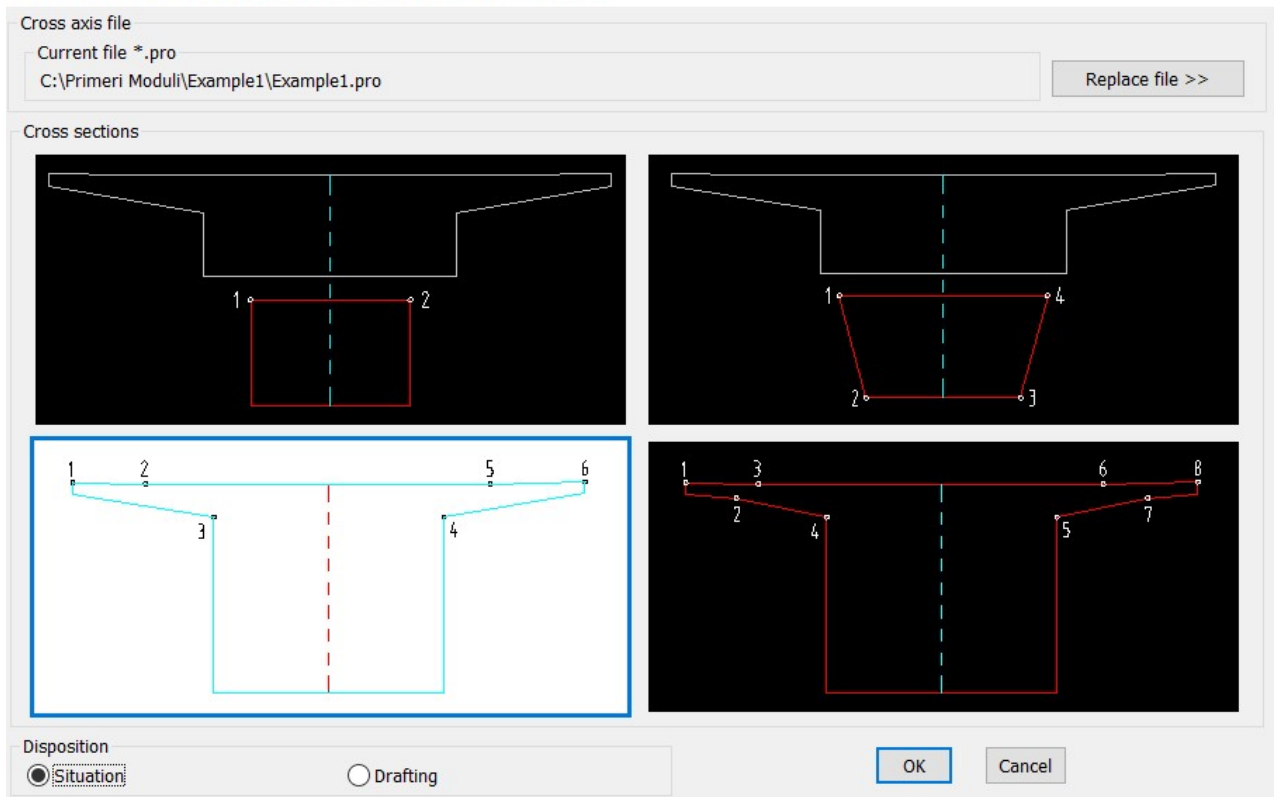 Cross axis file
Current file *.pro
C:\Primeri Moduli\Example1\Example1.pro
Replace file >>
Cross sections
1 2
1 4
2 3
1 2 5 6
3 4
1 3 6 8
2 7
4 5
Disposition
Situation
Drafting
OK
Cancel